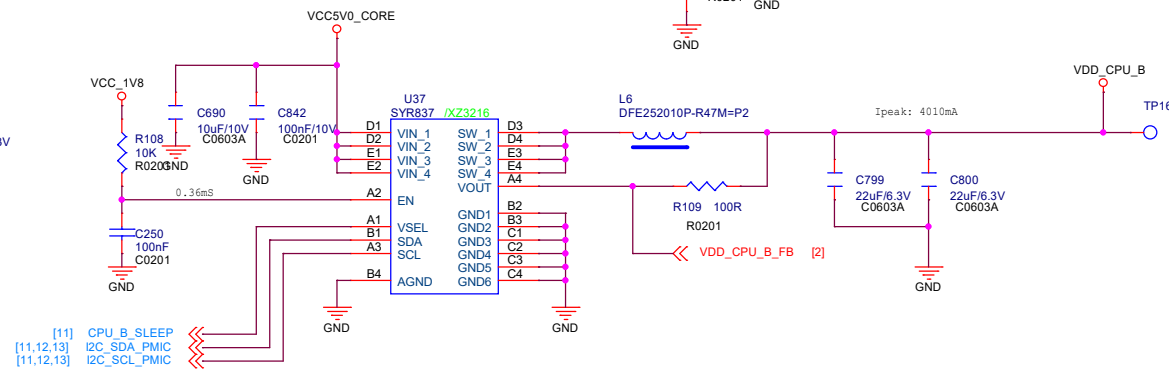 GND
GND
VCC5V0_CORE
VCC_1V8
VDD_CPU_B
C690
10uF/10V
C0603A
GND
C842
100nF/10V
C0201
GND
R108
10K
R0201
0.36mS
C250
100nF
C0201
GND
U37
SYR837 /XZ3216
D1 VIN_1
D2 VIN_2
E1 VIN_3
E2 VIN_4
A2 EN
A1 VSEL
B1 SDA
A3 SCL
B4 AGND
SW_1 D3
SW_2 D4
SW_3 E3
SW_4 E4
VOUT A4
GND1 B2
GND2 B3
GND3 C1
GND4 C2
GND5 C3
GND6 C4
GND
GND
L6
DFE252010P-R47M=P2
Ipeak: 4010mA
TP16
R109 100R
R0201
VDD_CPU_B_FB [2]
C799
22uF/6.3V
C0603A
C800
22uF/6.3V
C0603A
GND
[11] CPU_B_SLEEP
[11,12,13] I2C_SDA_PMIC
[11,12,13] I2C_SCL_PMIC